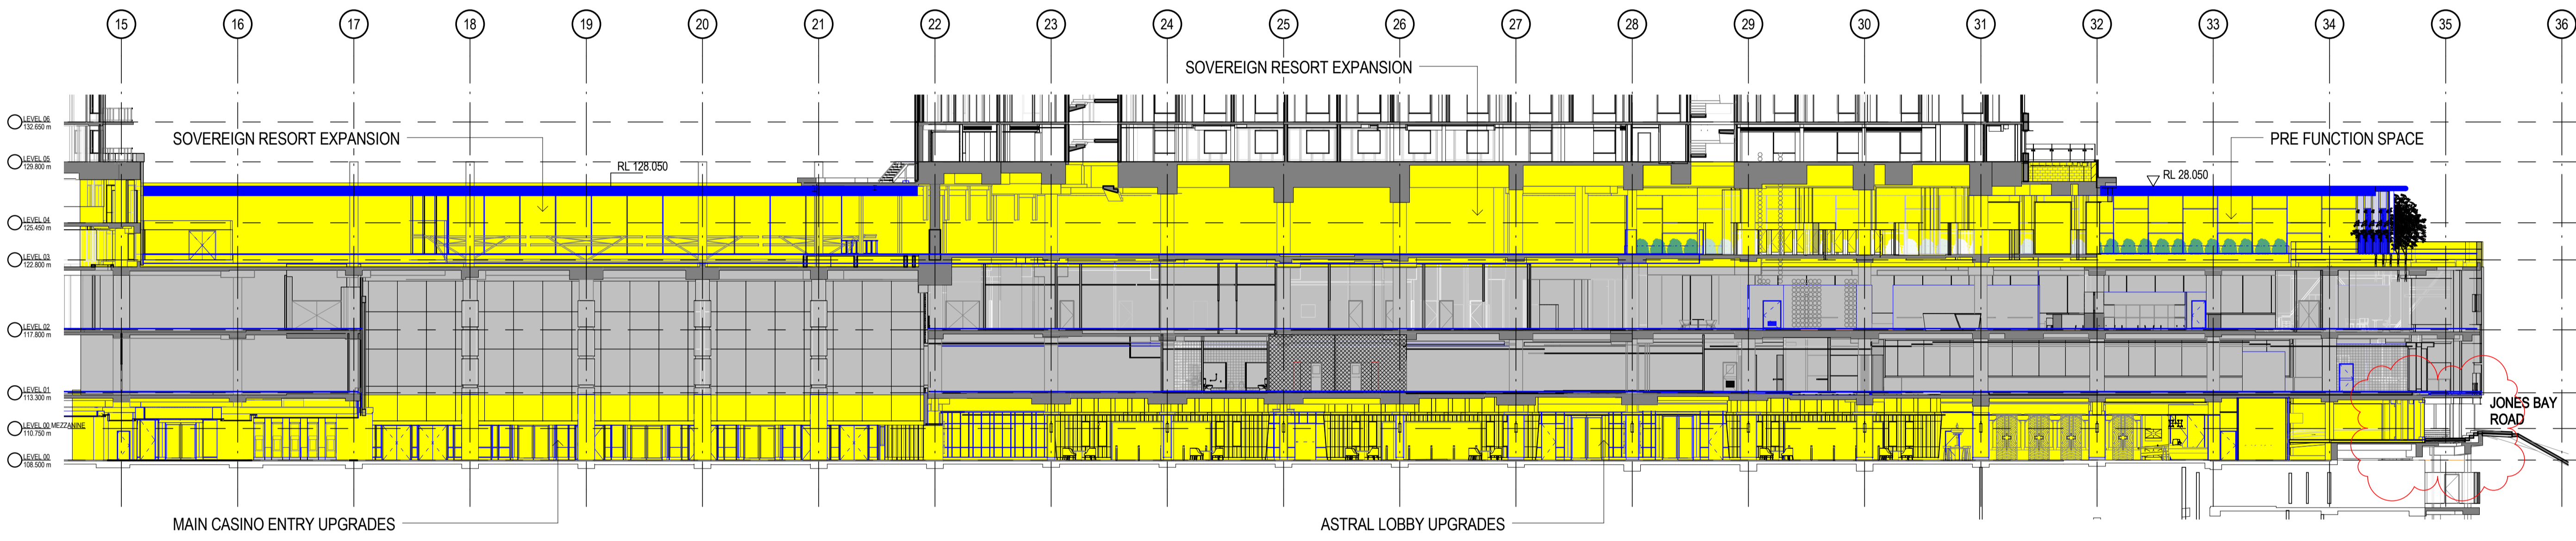 15 16 17 18 19 20 21 22 23 24 25 26 27 28 29 30 31 32 33 34 35 36
SOVEREIGN RESORT EXPANSION
LEVEL 06
132.650 m
SOVEREIGN RESORT EXPANSION
PRE FUNCTION SPACE
LEVEL 05
129.800 m
RL 128.050
RL 28.050
LEVEL 04
125.450 m
LEVEL 03
122.800 m
LEVEL 02
117.800 m
LEVEL 01
113.300 m
JONES BAY
ROAD
LEVEL 00 MEZZANINE
110.750 m
LEVEL 00
108.500 m
MAIN CASINO ENTRY UPGRADES
ASTRAL LOBBY UPGRADES